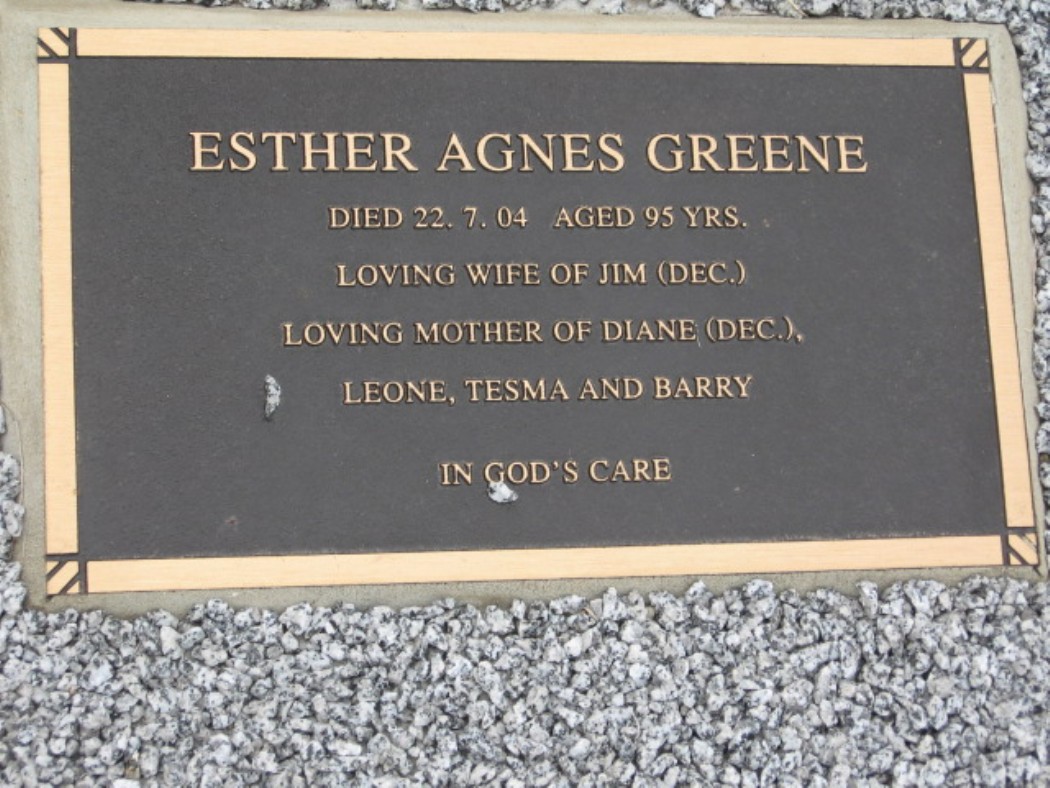 ESTHER AGNES GREENE
DIED 22. 7. 04 AGED 95 YRS.
LOVING WIFE OF JIM (DEC.)
LOVING MOTHER OF DIANE (DEC.),
LEONE, TESMA AND BARRY
IN GOD'S CARE